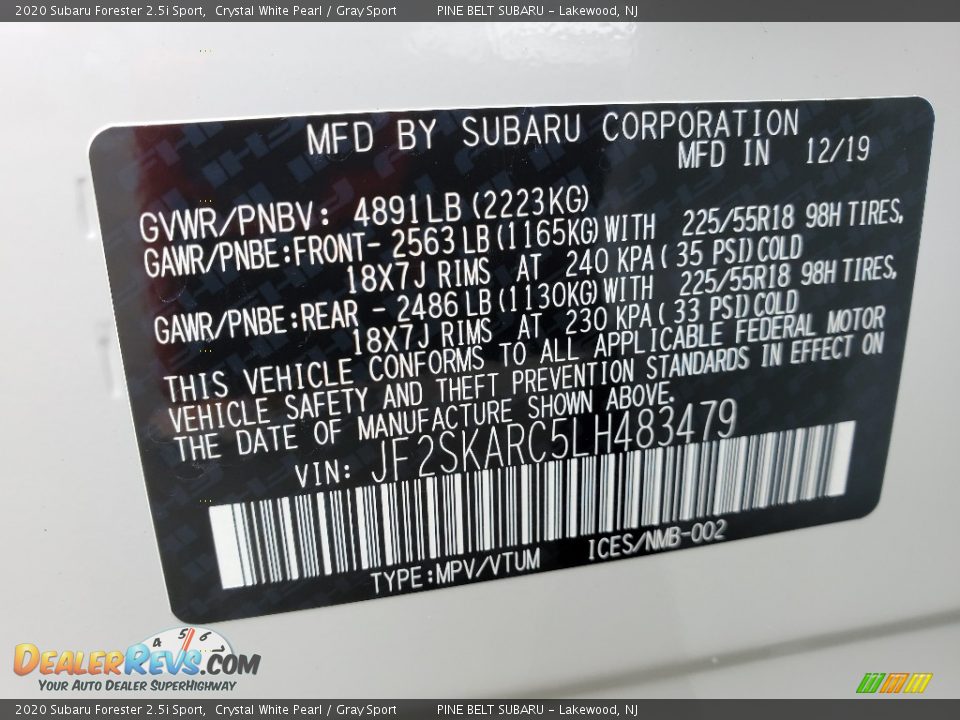 2020 Subaru Forester 2.5i Sport, Crystal White Pearl / Gray Sport PINE BELT SUBARU - Lakewood, NJ
MFD BY SUBARU CORPORATION
MFD IN 12/19
GVWR/PNBV: 4891LB(2223KG)
GAWR/PNBE:FRONT- 2563LB(1165KG)WITH 225/55R18 98H TIRES,
18X7J RIMS AT 240 KPA( 35 PSI)COLD
GAWR/PNBE:REAR - 2486LB(1130KG)WITH 225/55R18 98H TIRES,
18X7J RIMS AT 230 KPA( 33 PSI)COLD
THIS VEHICLE CONFORMS TO ALL APPLICABLE FEDERAL MOTOR
VEHICLE SAFETY AND THEFT PREVENTION STANDARDS IN EFFECT ON
THE DATE OF MANUFACTURE SHOWN ABOVE.
VIN: JF2SKARC5LH483479
TYPE:MPV/VTUM ICES/NMB-002
4 5 6
DEALERREVS.COM
YOUR AUTO DEALER SUPERHIGHWAY
2020 Subaru Forester 2.5i Sport, Crystal White Pearl / Gray Sport PINE BELT SUBARU - Lakewood, NJ